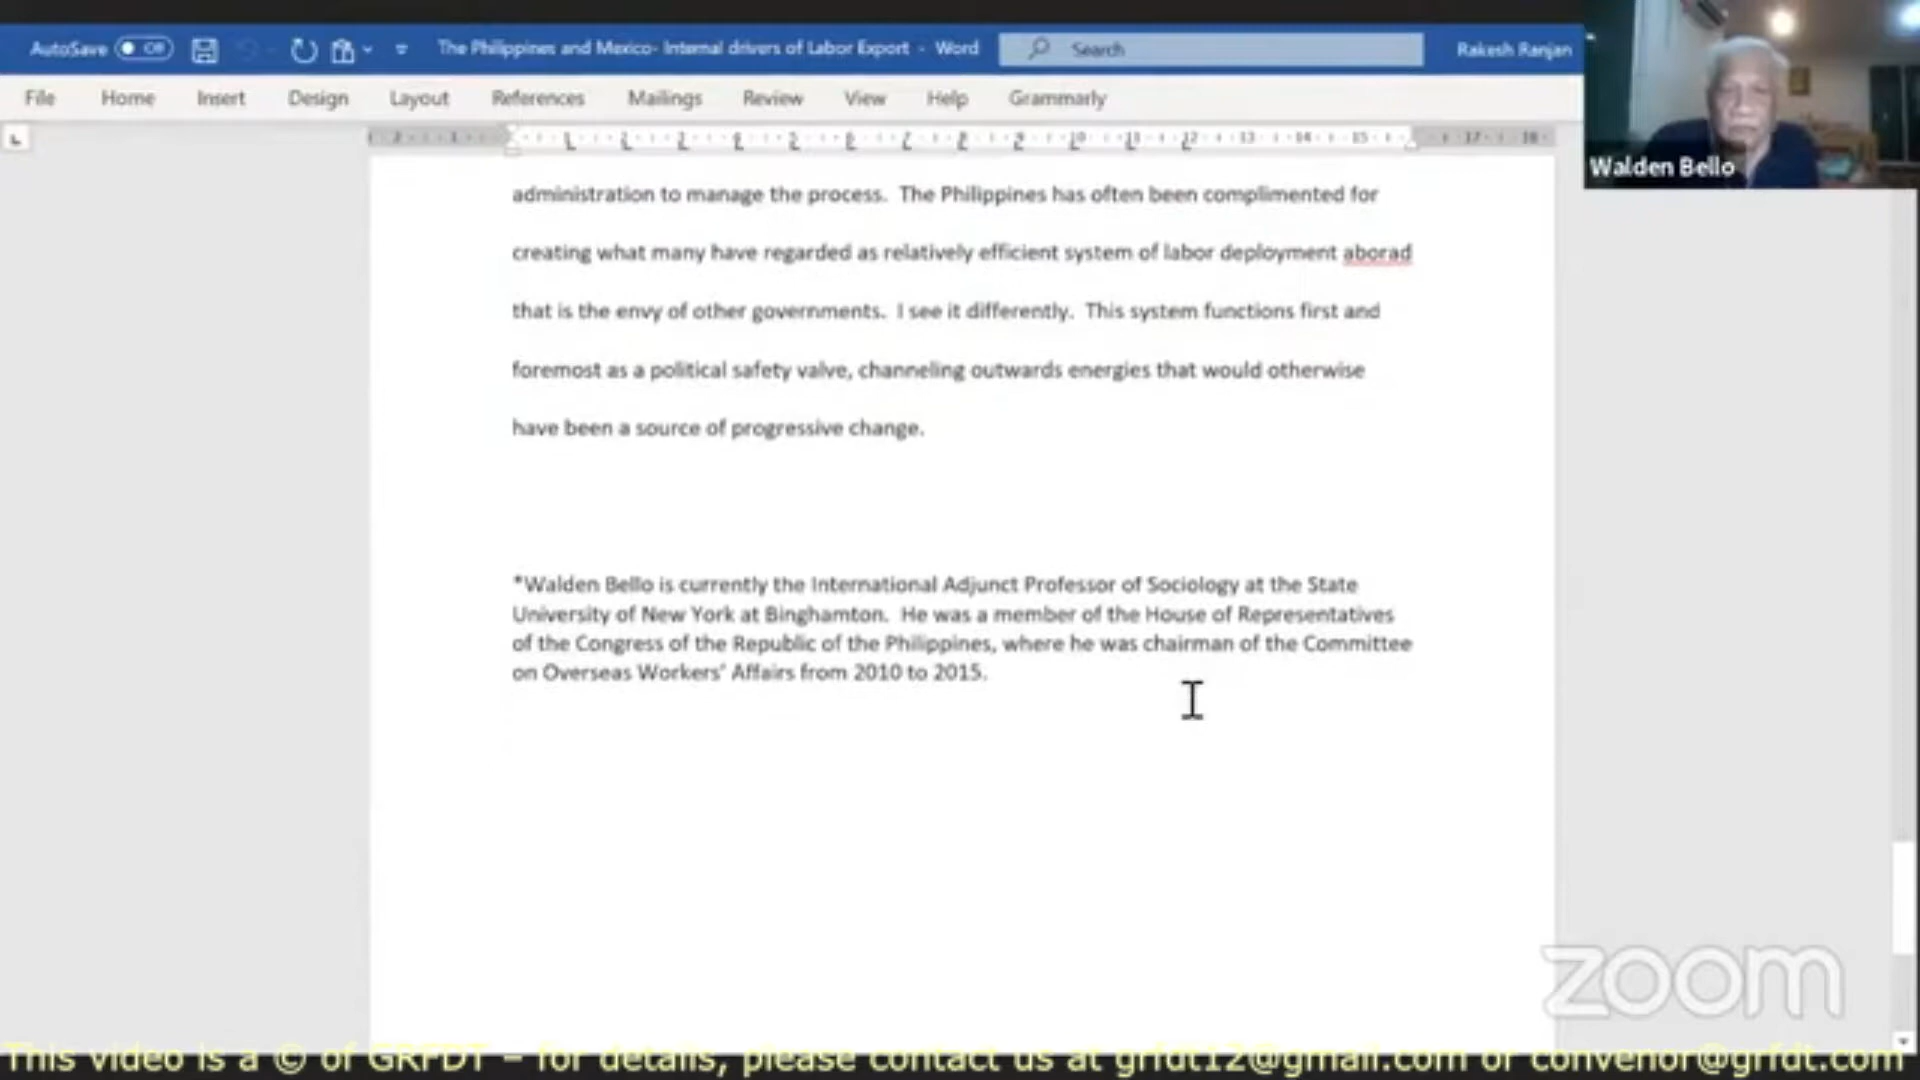 AutoSave Off The Philippines and Mexico- Internal drivers of Labor Export - Word Search Rakesh Ranjan
File Home Insert Design Layout References Mailings Review View Help Grammarly
Walden Bello
administration to manage the process. The Philippines has often been complimented for
creating what many have regarded as relatively efficient system of labor deployment aborad
that is the envy of other governments. I see it differently. This system functions first and
foremost as a political safety valve, channeling outwards energies that would otherwise
have been a source of progressive change.
*Walden Bello is currently the International Adjunct Professor of Sociology at the State
University of New York at Binghamton. He was a member of the House of Representatives
of the Congress of the Republic of the Philippines, where he was chairman of the Committee
on Overseas Workers' Affairs from 2010 to 2015.
zoom
This video is a © of GRFDT – for details, please contact us at grfdt12@gmail.com or convenor@grfdt.com